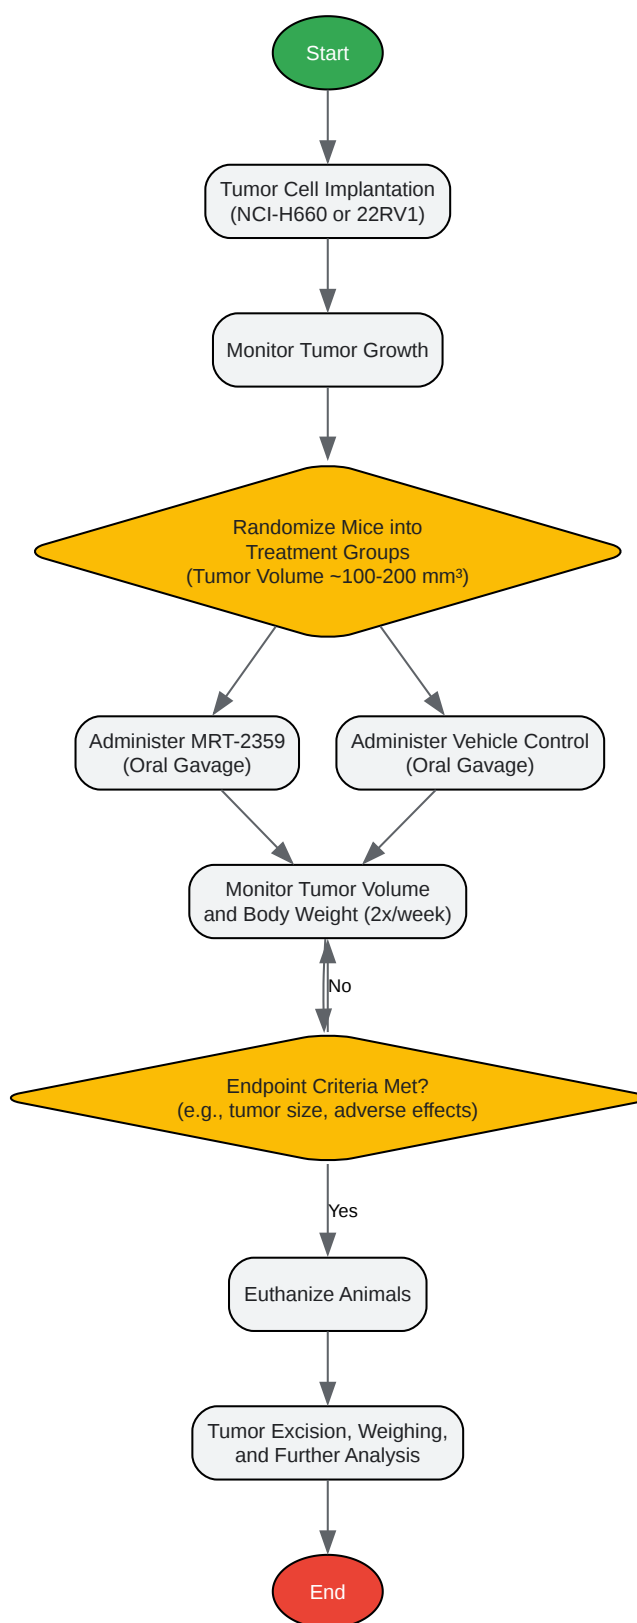 Start
Tumor Cell Implantation
(NCI-H660 or 22RV1)
Monitor Tumor Growth
Randomize Mice into
Treatment Groups
(Tumor Volume ~100-200 mm³)
Administer MRT-2359
(Oral Gavage)
Administer Vehicle Control
(Oral Gavage)
Monitor Tumor Volume
and Body Weight (2x/week)
No
Endpoint Criteria Met?
(e.g., tumor size, adverse effects)
Yes
Euthanize Animals
Tumor Excision, Weighing,
and Further Analysis
End